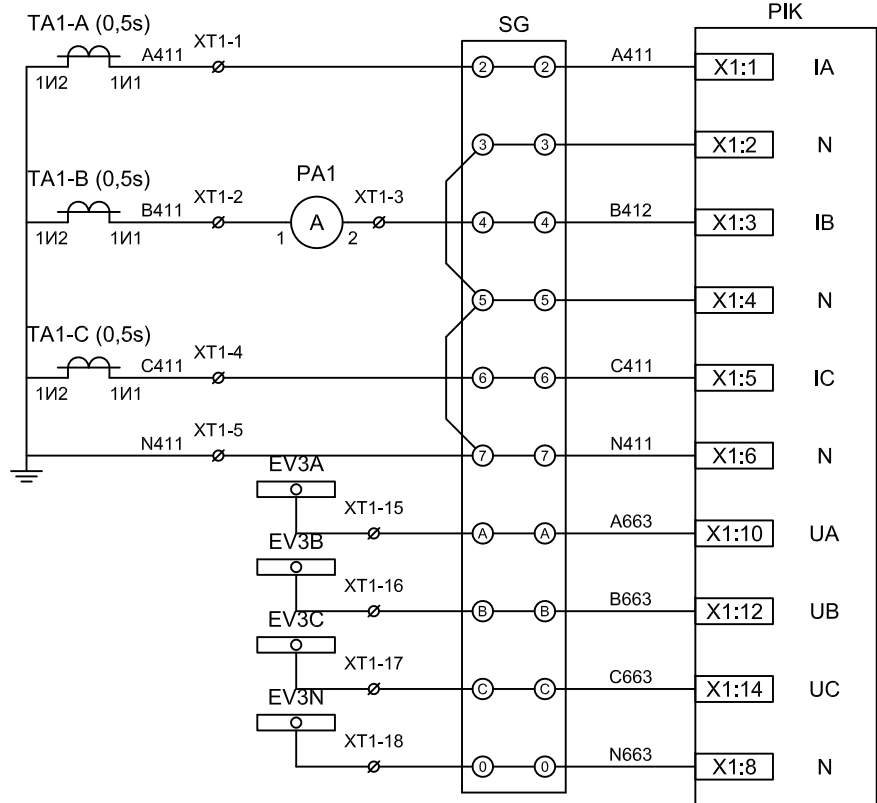 PIK
SG
TA1-A (0,5s)
XT1-1
A411
2
2
A411
X1:1
IA
1И2
1И1
3
3
X1:2
N
TA1-B (0,5s)
PA1
XT1-2
XT1-3
B411
1
A
2
4
4
B412
X1:3
IB
1И2
1И1
5
5
X1:4
N
TA1-C (0,5s)
XT1-4
C411
6
6
C411
X1:5
IC
1И2
1И1
XT1-5
N411
7
7
N411
X1:6
N
EV3A
XT1-15
A
A
A663
X1:10
UA
EV3B
XT1-16
B
B
B663
X1:12
UB
EV3C
XT1-17
C
C
C663
X1:14
UC
EV3N
XT1-18
0
0
N663
X1:8
N